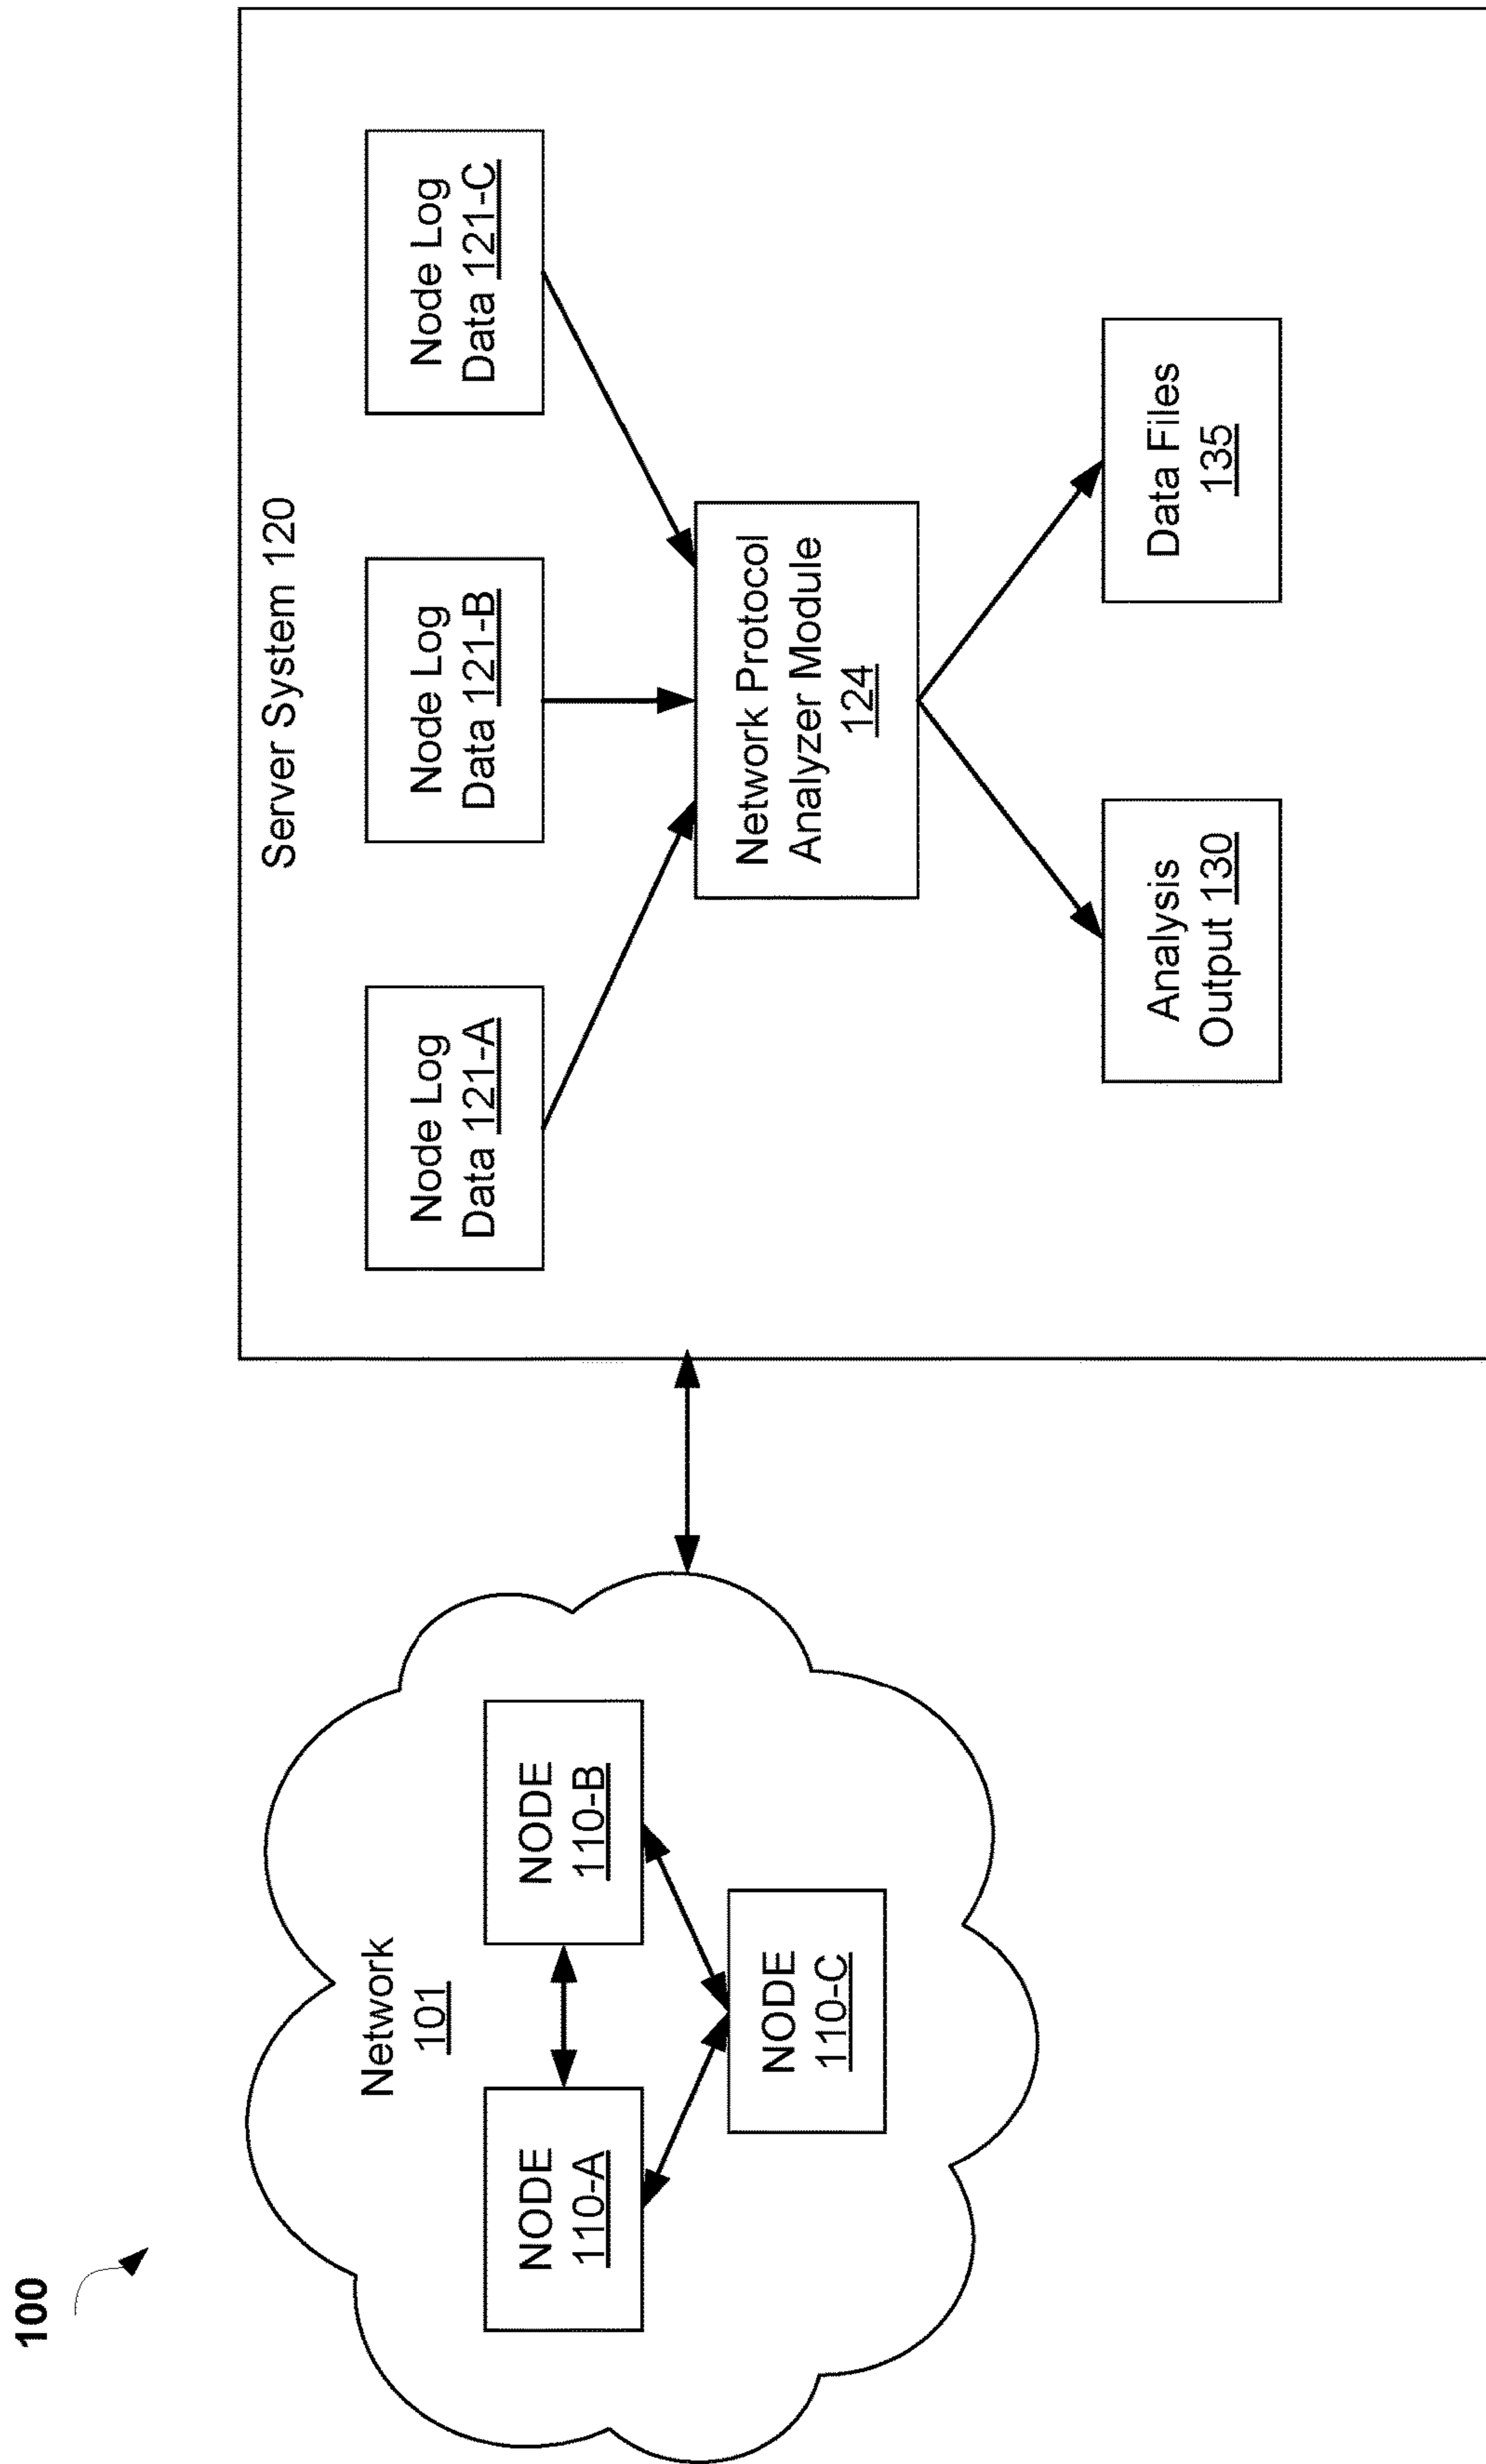 100
Network
101
NODE
110-A
NODE
110-B
NODE
110-C
Server System 120
Node Log
Data 121-A
Node Log
Data 121-B
Node Log
Data 121-C
Network Protocol
Analyzer Module
124
Analysis
Output 130
Data Files
135